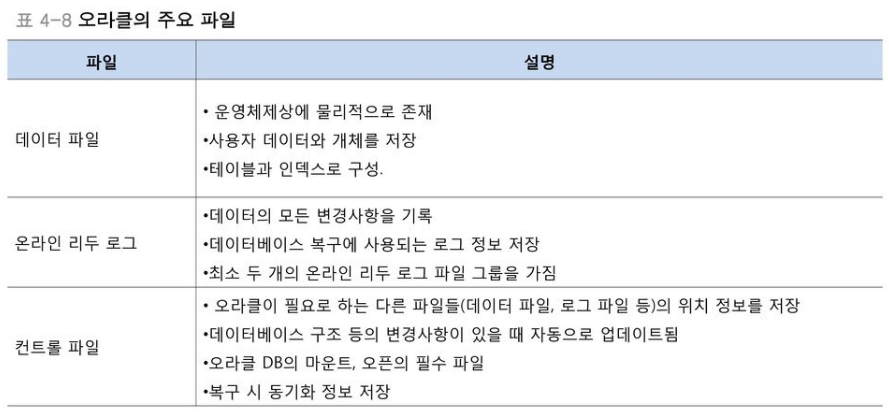 표 4-8 오라클의 주요 파일
파일 설명
데이터 파일
• 운영체제상에 물리적으로 존재
•사용자 데이터와 개체를 저장
•테이블과 인덱스로 구성.
온라인 리두 로그
•데이터의 모든 변경사항을 기록
•데이터베이스 복구에 사용되는 로그 정보 저장
•최소 두 개의 온라인 리두 로그 파일 그룹을 가짐
컨트롤 파일
• 오라클이 필요로 하는 다른 파일들(데이터 파일, 로그 파일 등)의 위치 정보를 저장
•데이터베이스 구조 등의 변경사항이 있을 때 자동으로 업데이트됨
•오라클 DB의 마운트, 오픈의 필수 파일
•복구 시 동기화 정보 저장